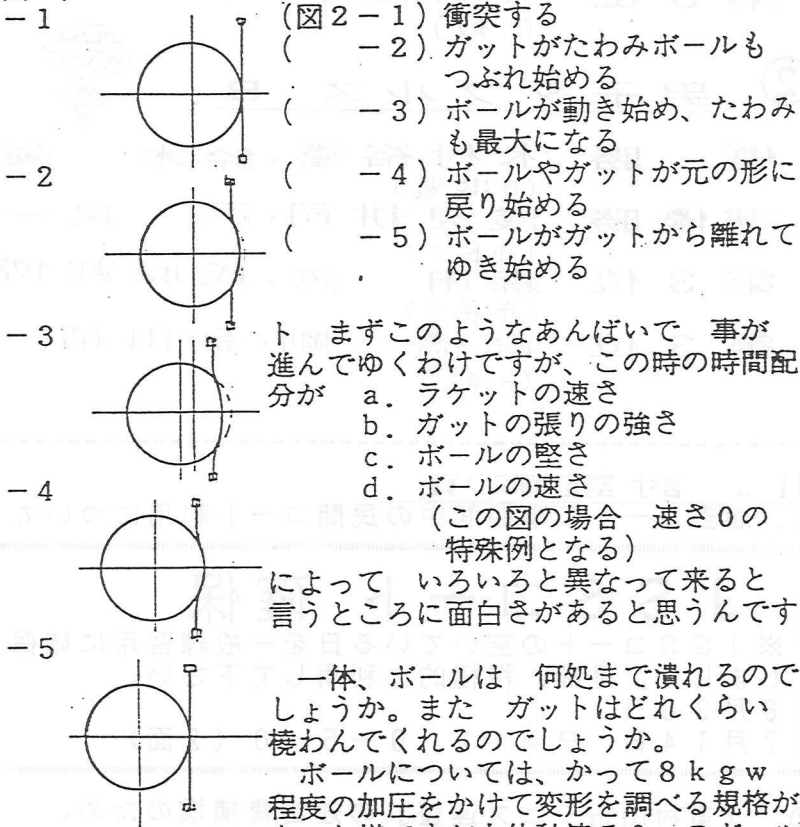 －１
(図２－１) 衝突する
(　　－２) ガットがたわみボールも
つぶれ始める
(　　－３) ボールが動き始め、たわみ
も最大になる
－２
(　　－４) ボールやガットが元の形に
戻り始める
(　　－５) ボールがガットから離れて
ゆき始める
－３
ト　まずこのようなあんばいで　事が
進んでゆくわけですが、この時の時間配
分が　ａ．ラケットの速さ
ｂ．ガットの張りの強さ
ｃ．ボールの堅さ
－４
ｄ．ボールの速さ
(この図の場合　速さ０の
特殊例となる)
によって　いろいろと異なって来ると
言うところに面白さがあると思うんです
－５
一体、ボールは　何処まで潰れるので
しょうか。また　ガットはどれくらい
橈わんでくれるのでしょうか。
ボールについては、かって８ｋｇｗ
程度の加圧をかけて変形を調べる規格が